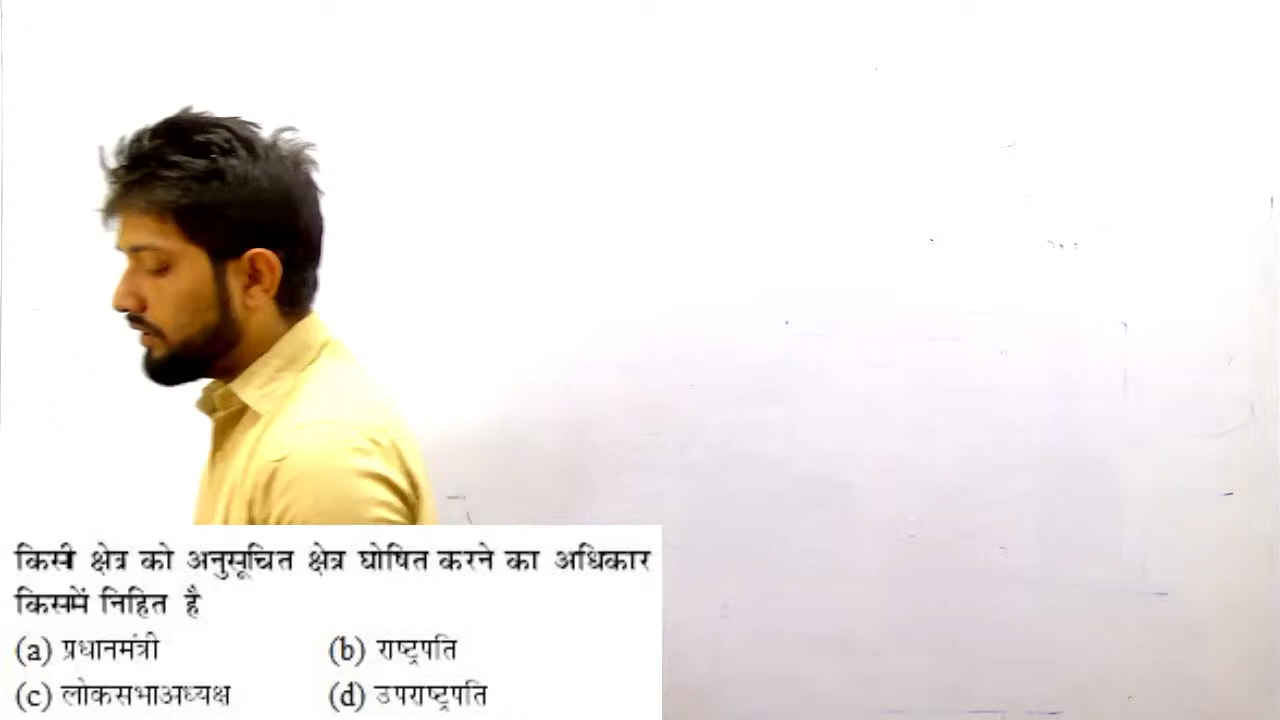 किसी क्षेत्र को अनुसूचित क्षेत्र घोषित करने का अधिकार
किसमें निहित है
(a) प्रधानमंत्री (b) राष्ट्रपति
(c) लोकसभाअध्यक्ष (d) उपराष्ट्रपति